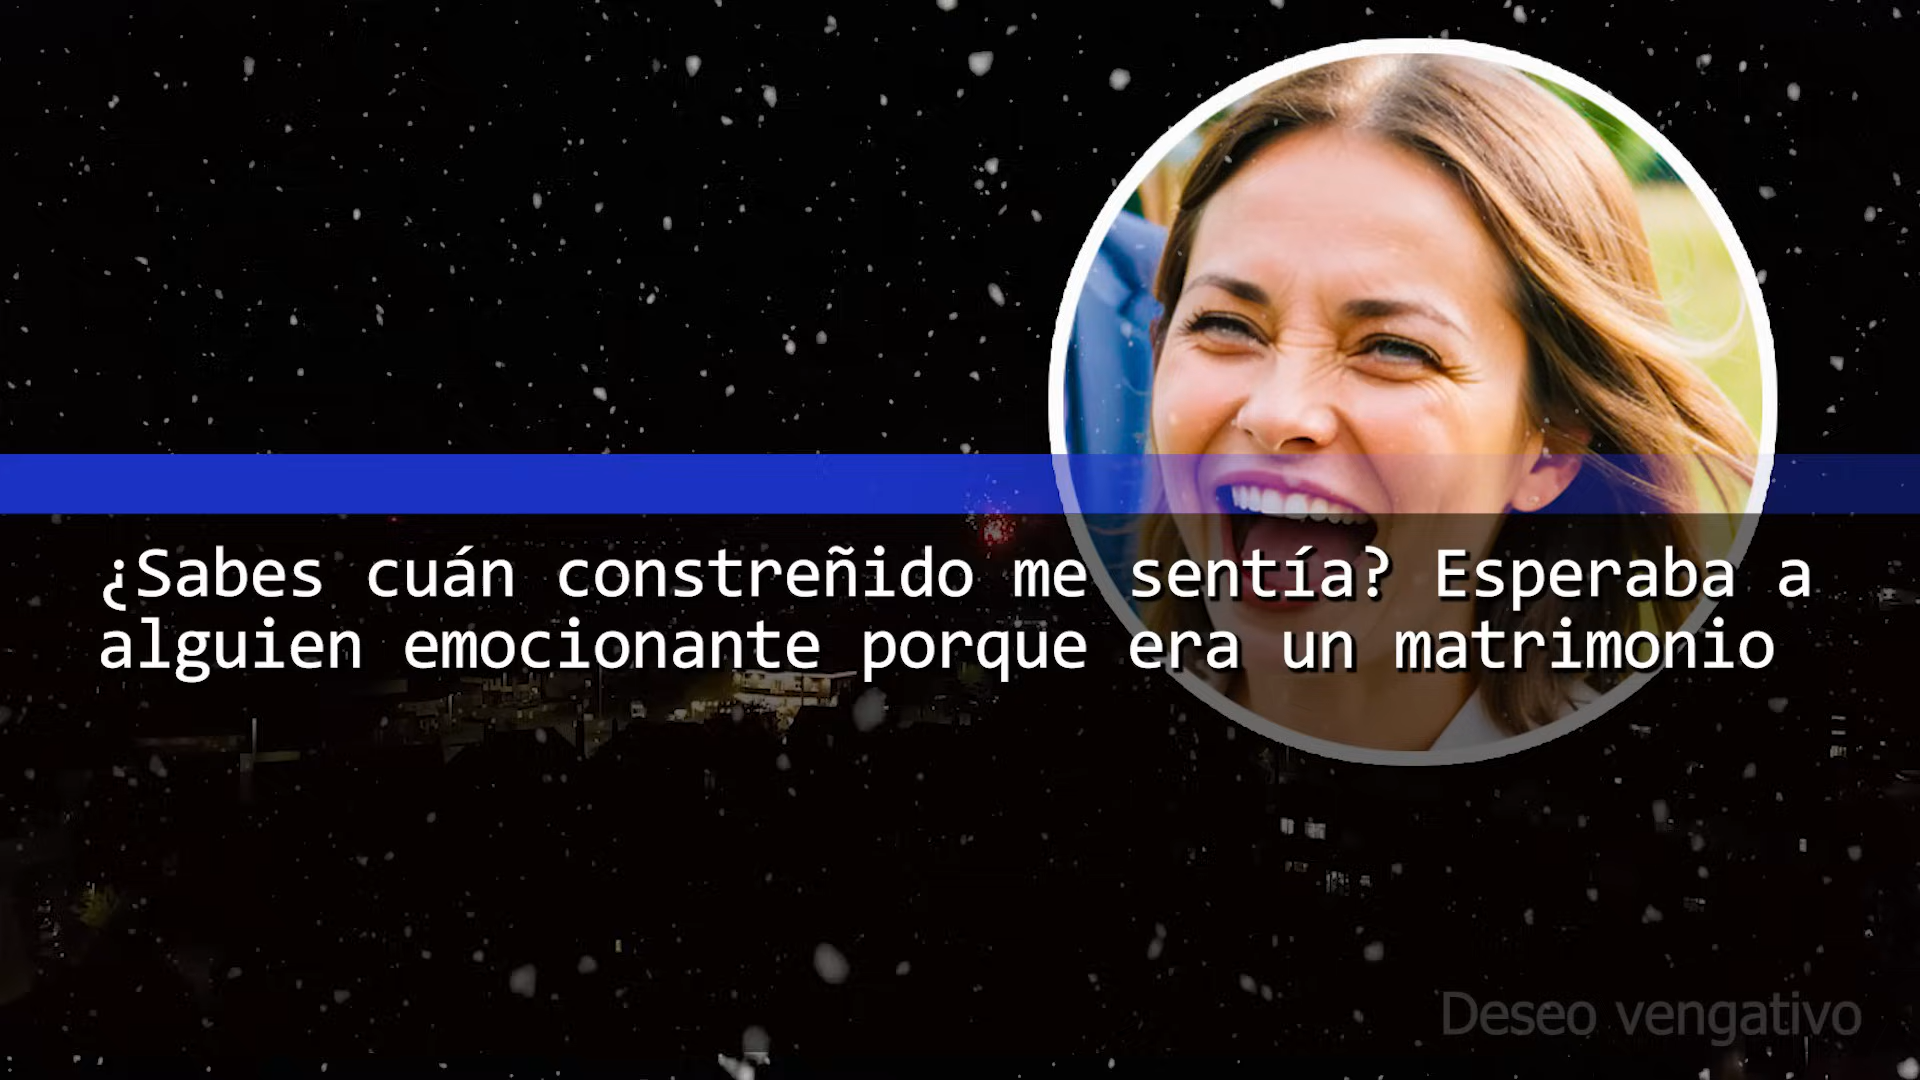 ¿Sabes cuán constreñido me sentía? Esperaba a
alguien emocionante porque era un matrimonio
Deseo vengativo